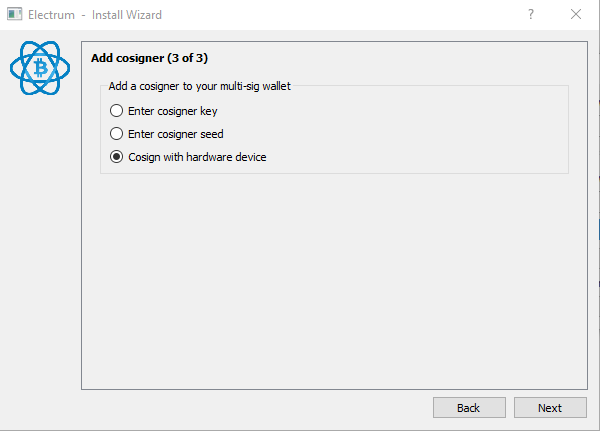 Electrum - Install Wizard
?
Add cosigner (3 of 3)
Add a cosigner to your multi-sig wallet
Enter cosigner key
Enter cosigner seed
Cosign with hardware device
Back Next